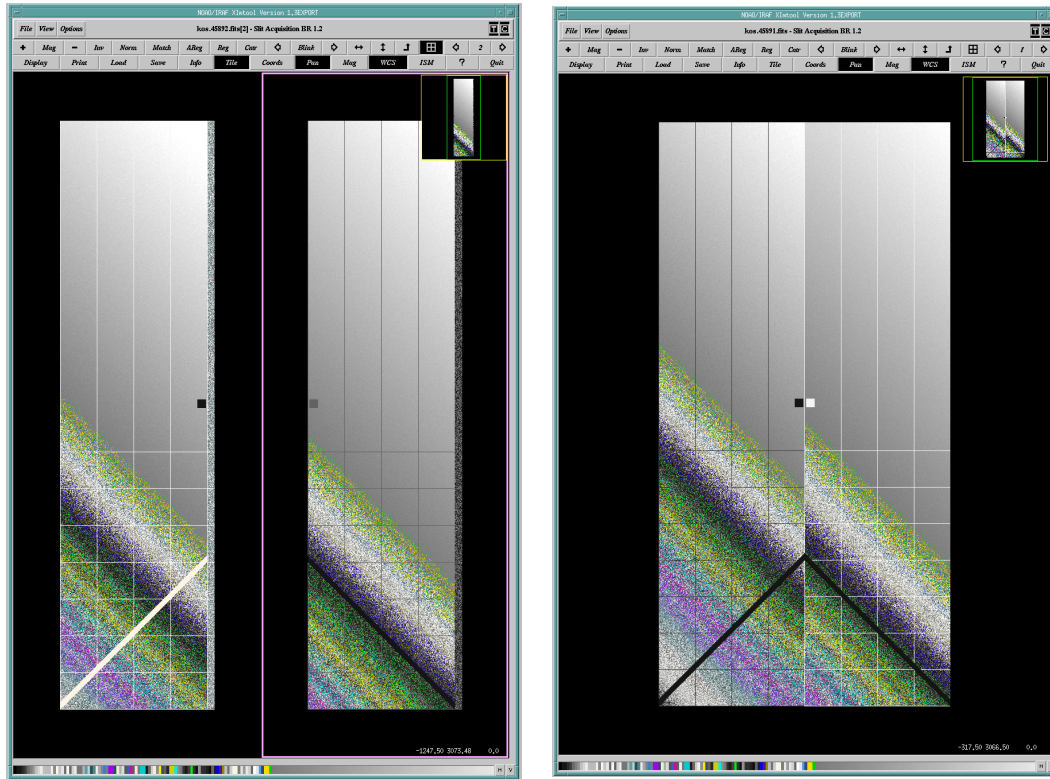 NOAO/IRAF XImtool Version 1.3EXPORT
File View Options kos.45892.fits[2] - Slit Acquisition BR 1.2 T C
+ Mag − Inv Norm Match AReg Reg Cntr Blink 2
Display Print Load Save Info Tile Coords Pan Mag WCS ISM ? Quit
-1247.50 3073.48 0.0
H V
NOAO/IRAF XImtool Version 1.3EXPORT
File View Options kos.45891.fits - Slit Acquisition BR 1.2 T C
+ Mag − Inv Norm Match AReg Reg Cntr Blink 1
Display Print Load Save Info Tile Coords Pan Mag WCS ISM ? Quit
-317.50 3066.50 0.0
H